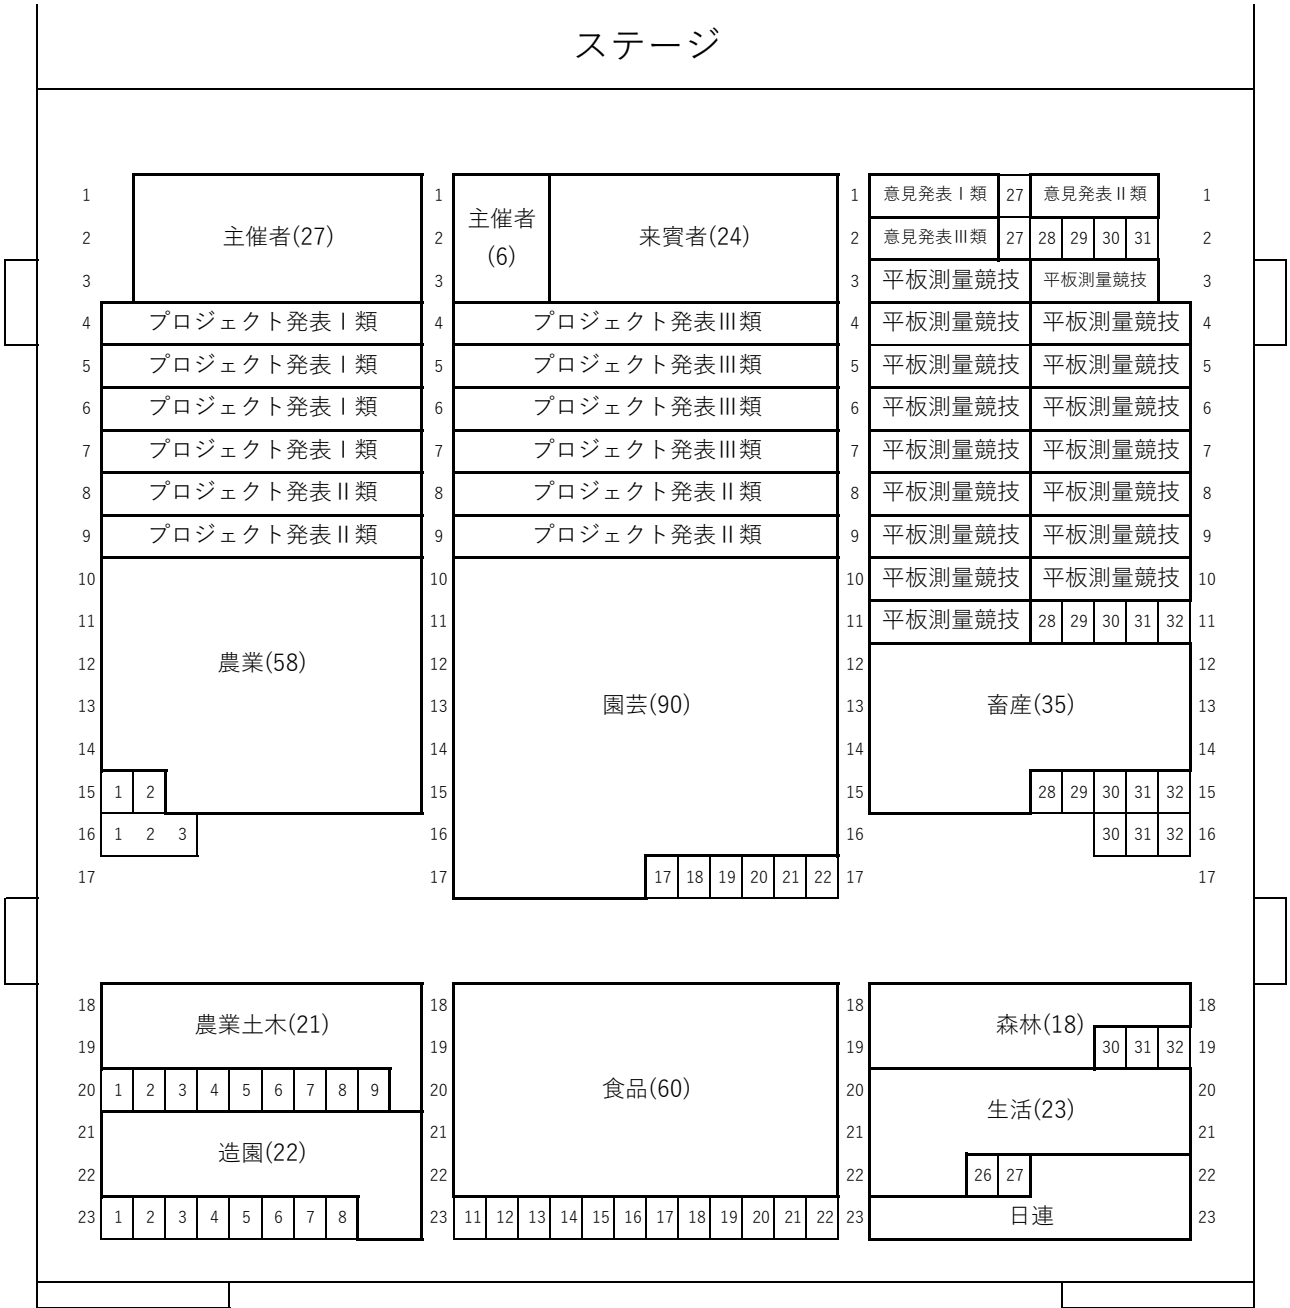 ステージ
1 1 1 意見発表Ⅰ類 27 意見発表Ⅱ類 1
主催者(27) 主催者 (6) 来賓者(24)
2 2 2 意見発表Ⅲ類 27 28 29 30 31 2
3 3 3 平板測量競技 平板測量競技 3
4 プロジェクト発表Ⅰ類 4 プロジェクト発表Ⅲ類 4 平板測量競技 平板測量競技 4
5 プロジェクト発表Ⅰ類 5 プロジェクト発表Ⅲ類 5 平板測量競技 平板測量競技 5
6 プロジェクト発表Ⅰ類 6 プロジェクト発表Ⅲ類 6 平板測量競技 平板測量競技 6
7 プロジェクト発表Ⅰ類 7 プロジェクト発表Ⅲ類 7 平板測量競技 平板測量競技 7
8 プロジェクト発表Ⅱ類 8 プロジェクト発表Ⅱ類 8 平板測量競技 平板測量競技 8
9 プロジェクト発表Ⅱ類 9 プロジェクト発表Ⅱ類 9 平板測量競技 平板測量競技 9
10 10 10 平板測量競技 平板測量競技 10
11 11 11 平板測量競技 28 29 30 31 32 11
12 農業(58) 12 12 12
13 13 園芸(90) 13 畜産(35) 13
14 14 14 14
15 1 2 15 15 28 29 30 31 32 15
16 1 2 3 16 16 30 31 32 16
17 17 17 18 19 20 21 22 17 17
18 18 18 18
農業土木(21) 森林(18)
19 19 19 30 31 32 19
20 1 2 3 4 5 6 7 8 9 20 食品(60) 20 20
生活(23)
21 21 21 21
造園(22)
22 22 22 26 27 22
23 1 2 3 4 5 6 7 8 23 11 12 13 14 15 16 17 18 19 20 21 22 23 日連 23